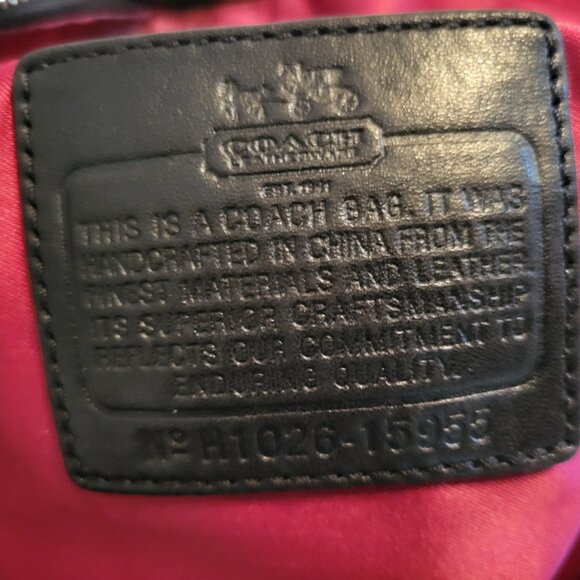 COACH
LEATHERWARE
EST. 1941
THIS IS A COACH BAG. IT WAS
HANDCRAFTED IN CHINA FROM THE
FINEST MATERIALS AND LEATHER.
ITS SUPERIOR CRAFTSMANSHIP
REFLECTS OUR COMMITMENT TO
ENDURING QUALITY.
Nº H1026-15955